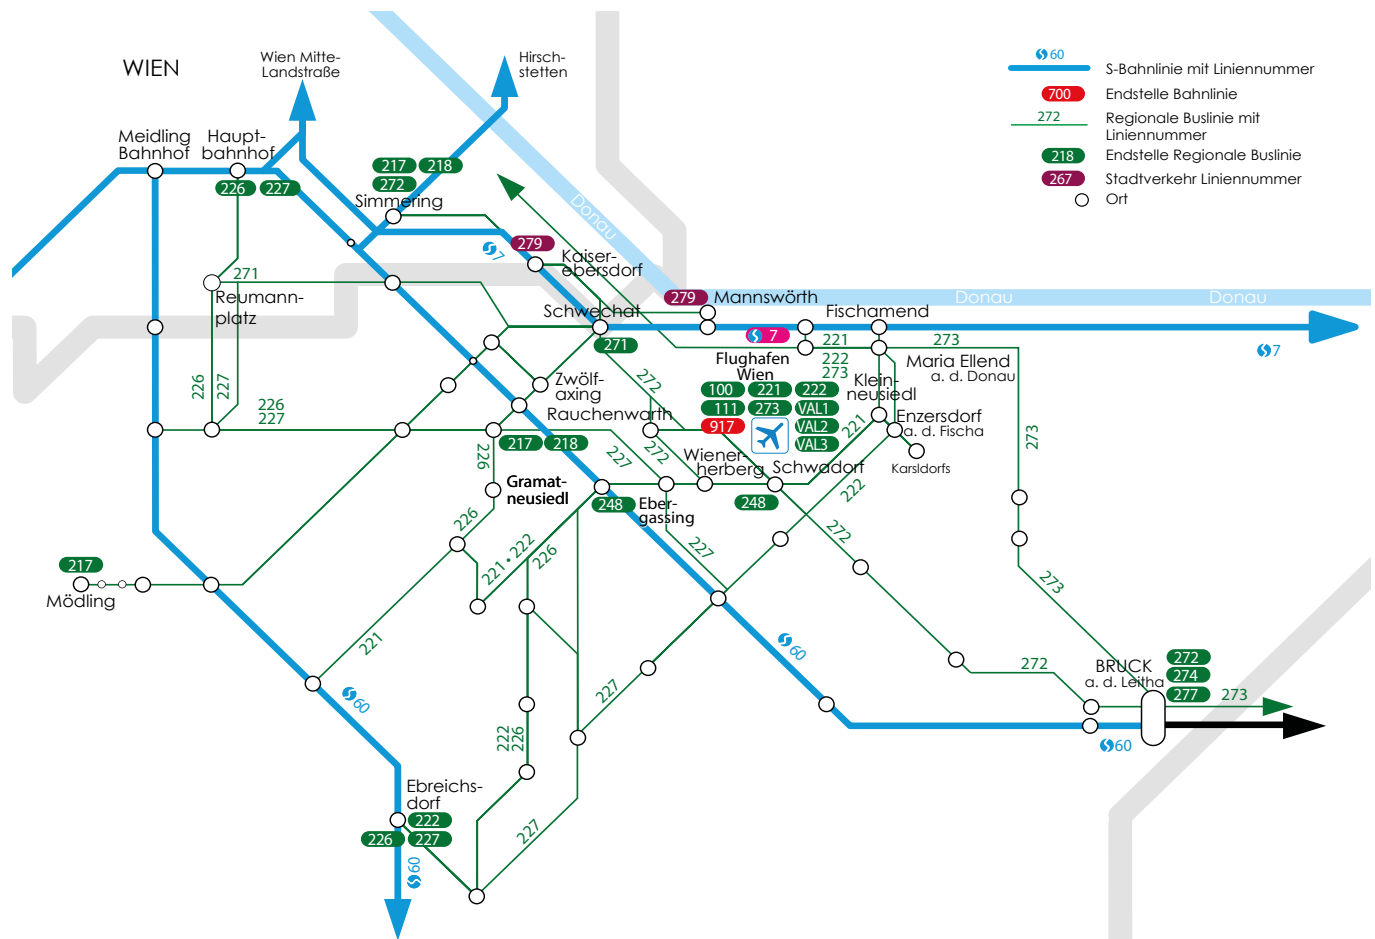 WIEN
Wien Mitte-
Landstraße
Hirsch-
stetten
60
S-Bahnlinie mit Liniennummer
700
Endstelle Bahnlinie
272
Regionale Buslinie mit
Liniennummer
218
Endstelle Regionale Buslinie
267
Stadtverkehr Liniennummer
Ort
Meidling
Bahnhof
Haupt-
bahnhof
226
227
217
218
272
Simmering
Donau
7
279
Kaiser-
ebersdorf
271
Reumann-
platz
279
Mannswörth
Donau
Donau
Schwechat
Fischamend
271
7
221
273
7
222
273
Flughafen
Wien
Maria Ellend
a. d. Donau
100
221
222
111
273
VAL1
917
VAL2
VAL3
Klein-
neusiedl
221
Enzersdorf
a. d. Fischa
Karlsdorfs
273
226
227
226
227
Zwölf-
axing
272
Rauchenwarth
217
218
226
227
272
Wiener-
herberg
Schwadorf
222
Gramat-
neusiedl
248
Eber-
gassing
248
226
221 • 222
226
227
272
273
217
Mödling
221
60
60
227
222
226
272
BRUCK
a. d. Leitha
272
274
277
273
60
Ebreichs-
dorf
222
226
227
227
60